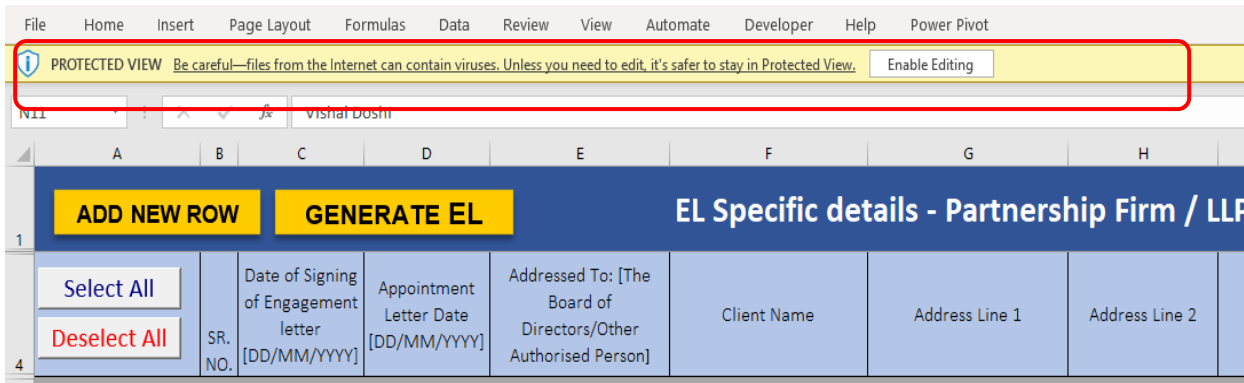 File Home Insert Page Layout Formulas Data Review View Automate Developer Help Power Pivot
PROTECTED VIEW Be careful—files from the Internet can contain viruses. Unless you need to edit, it's safer to stay in Protected View. Enable Editing
N11 fx Vishal Doshi
A B C D E F G H
1
ADD NEW ROW
GENERATE EL
EL Specific details - Partnership Firm / LLP
4
Select All
Deselect All
SR.
NO.
Date of Signing
of Engagement
letter
[DD/MM/YYYY]
Appointment
Letter Date
[DD/MM/YYYY]
Addressed To: [The
Board of
Directors/Other
Authorised Person]
Client Name
Address Line 1
Address Line 2